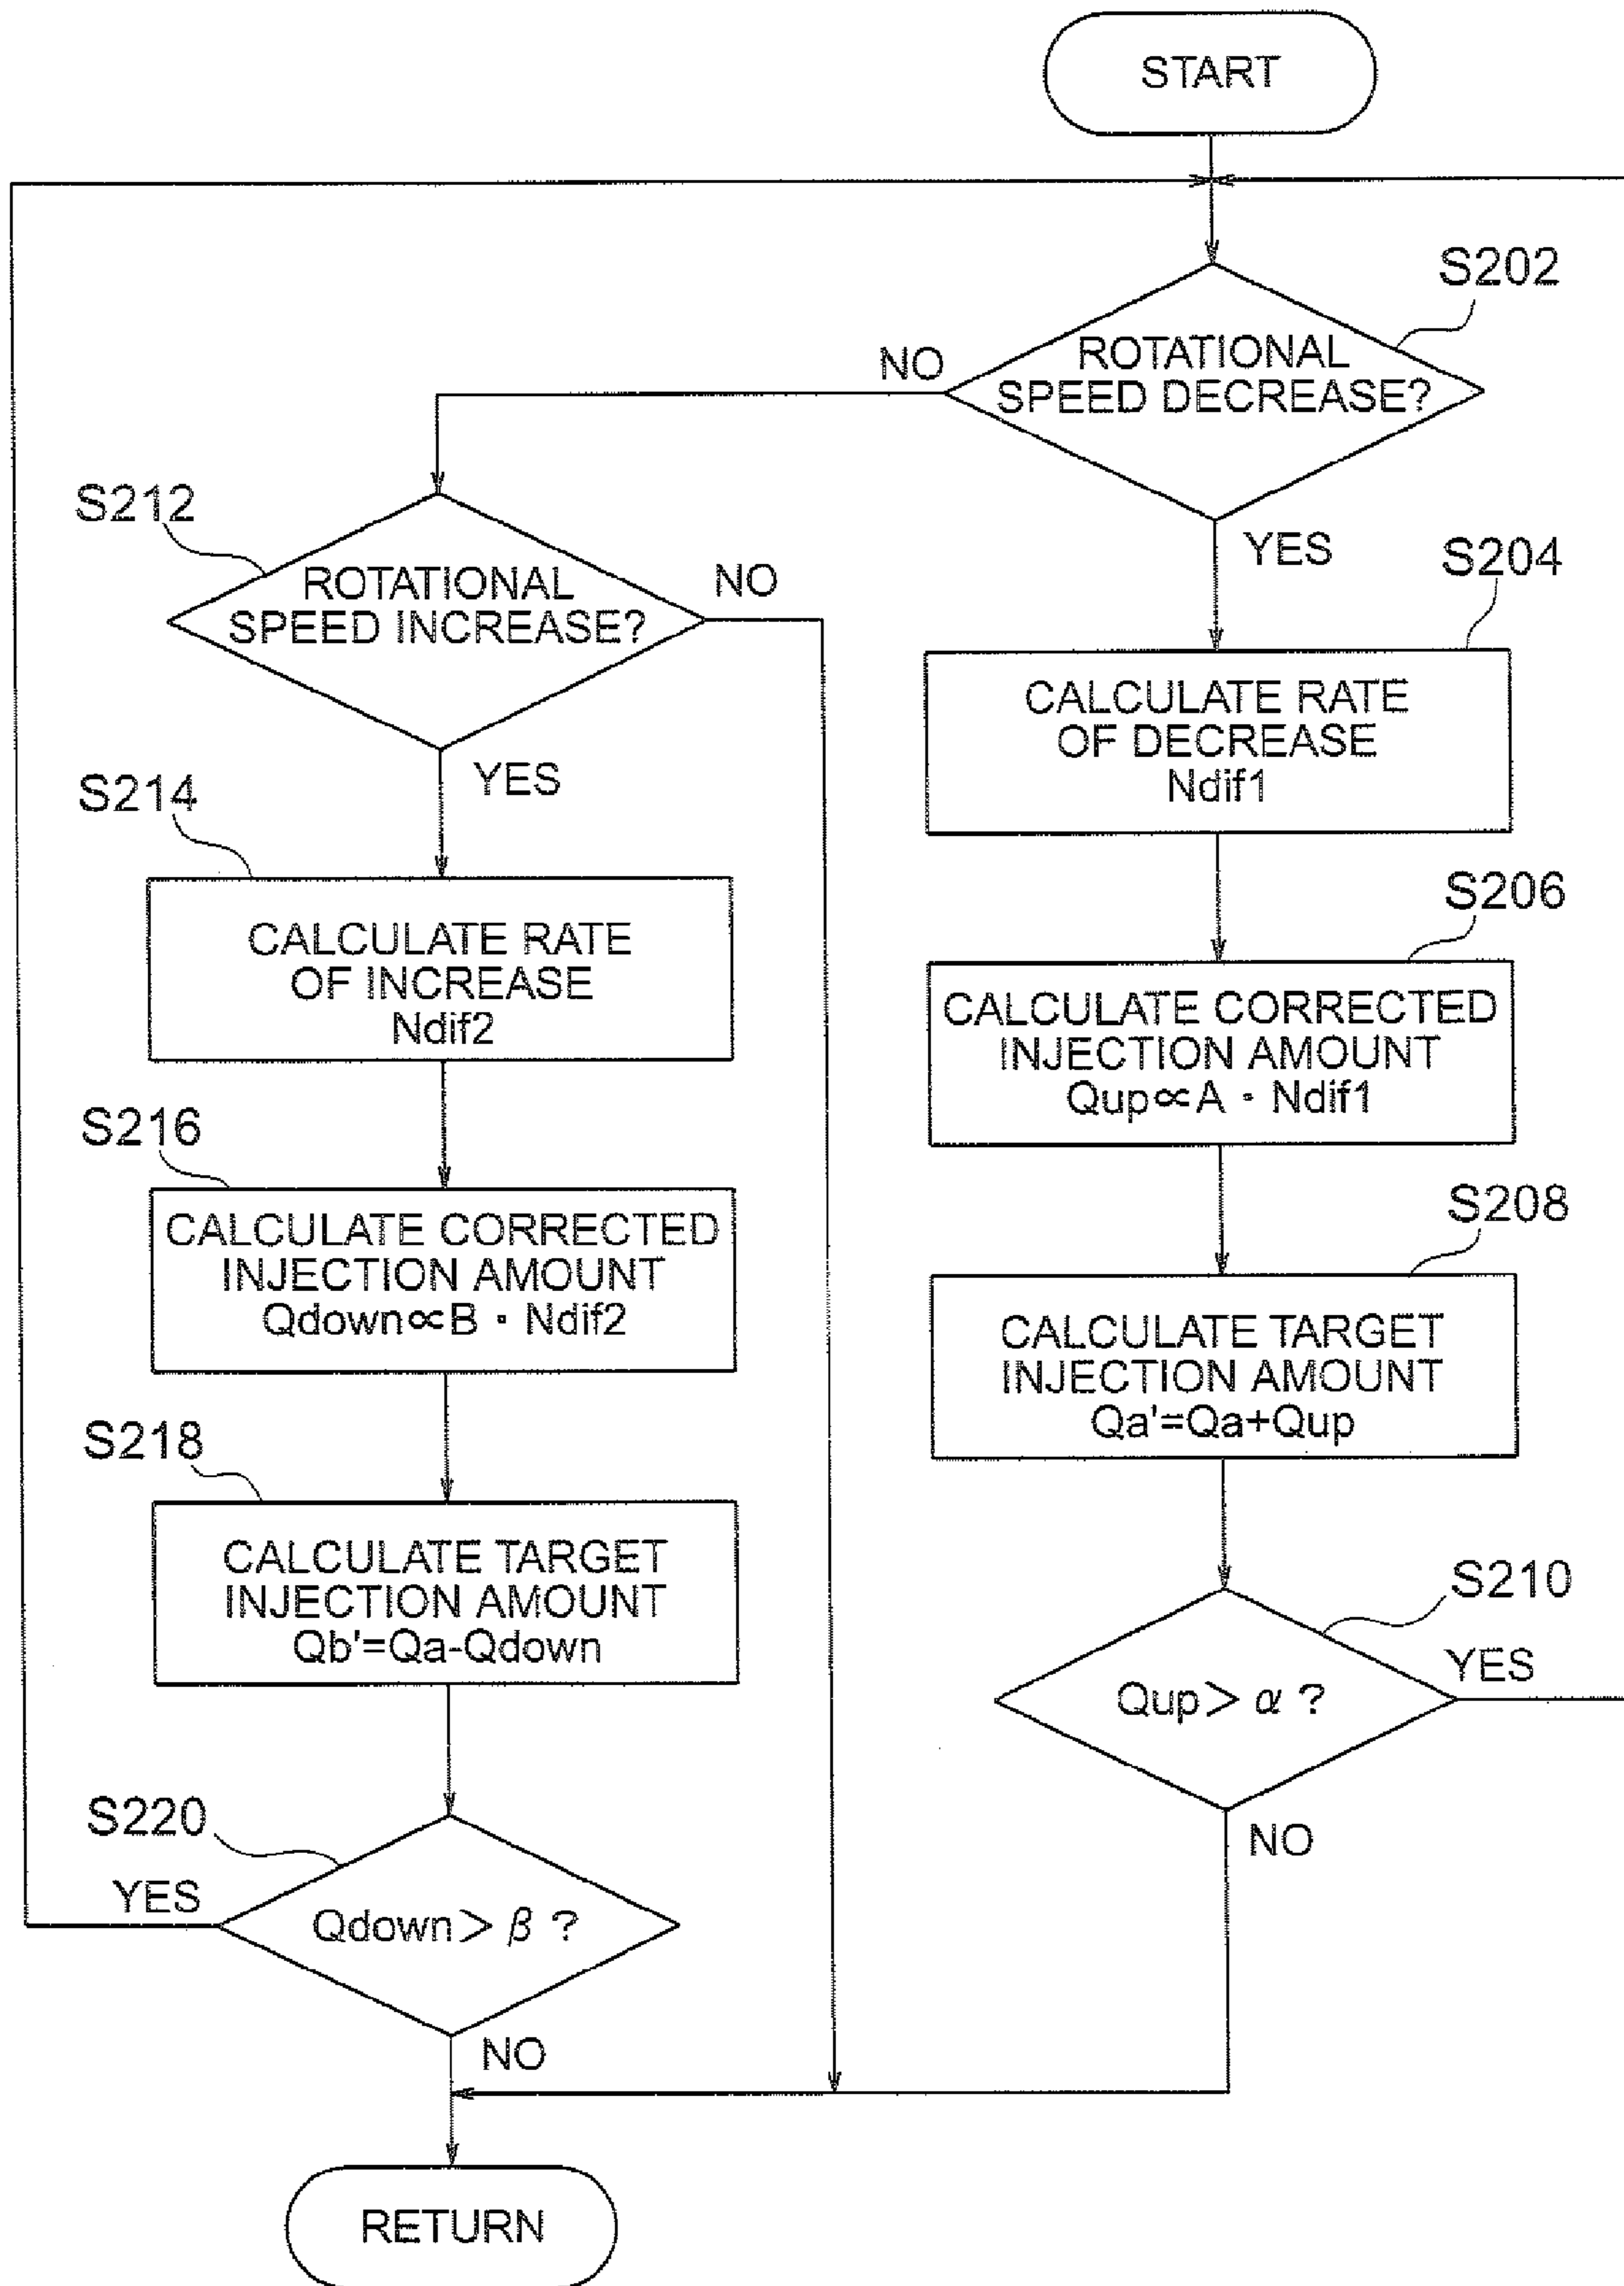 START
S202
ROTATIONAL
SPEED DECREASE?
NO
YES
S204
CALCULATE RATE
OF DECREASE
Ndif1
S206
CALCULATE CORRECTED
INJECTION AMOUNT
Qup∝A・Ndif1
S208
CALCULATE TARGET
INJECTION AMOUNT
Qa'=Qa+Qup
S210
Qup＞α?
YES
NO
S212
ROTATIONAL
SPEED INCREASE?
NO
YES
S214
CALCULATE RATE
OF INCREASE
Ndif2
S216
CALCULATE CORRECTED
INJECTION AMOUNT
Qdown∝B・Ndif2
S218
CALCULATE TARGET
INJECTION AMOUNT
Qb'=Qa-Qdown
S220
YES
Qdown＞β?
NO
RETURN